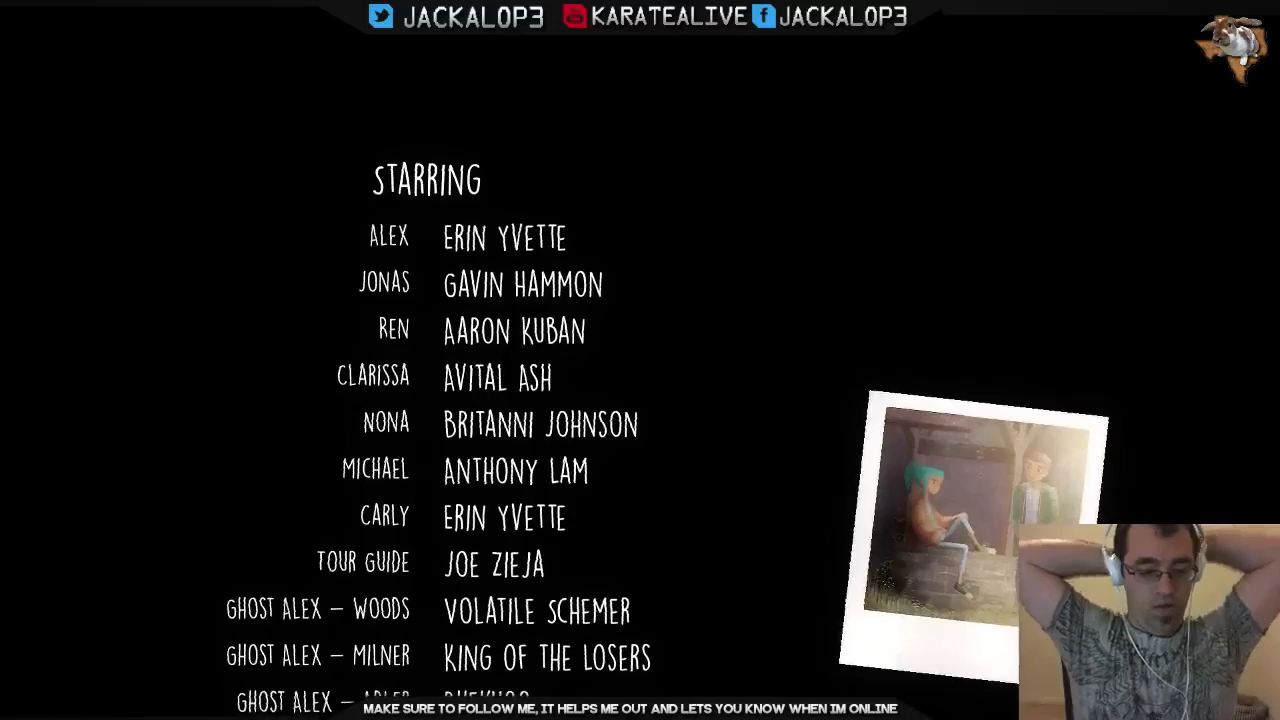 JACKALOP3 KARATEALIVE JACKALOP3
STARRING
ALEX ERIN YVETTE
JONAS GAVIN HAMMON
REN AARON KUBAN
CLARISSA AVITAL ASH
NONA BRITANNI JOHNSON
MICHAEL ANTHONY LAM
CARLY ERIN YVETTE
TOUR GUIDE JOE ZIEJA
GHOST ALEX – WOODS VOLATILE SCHEMER
GHOST ALEX – MILNER KING OF THE LOSERS
GHOST ALEX –
MAKE SURE TO FOLLOW ME, IT HELPS ME OUT AND LETS YOU KNOW WHEN IM ONLINE